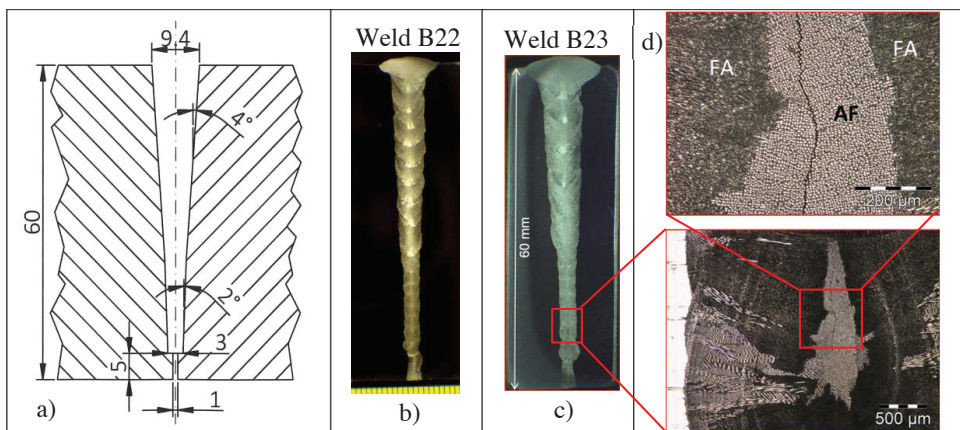 9,4
4°
60
2°
3
5
1
a)
Weld B22
b)
Weld B23
60 mm
c)
d)
FA
FA
AF
200 µm
500 µm